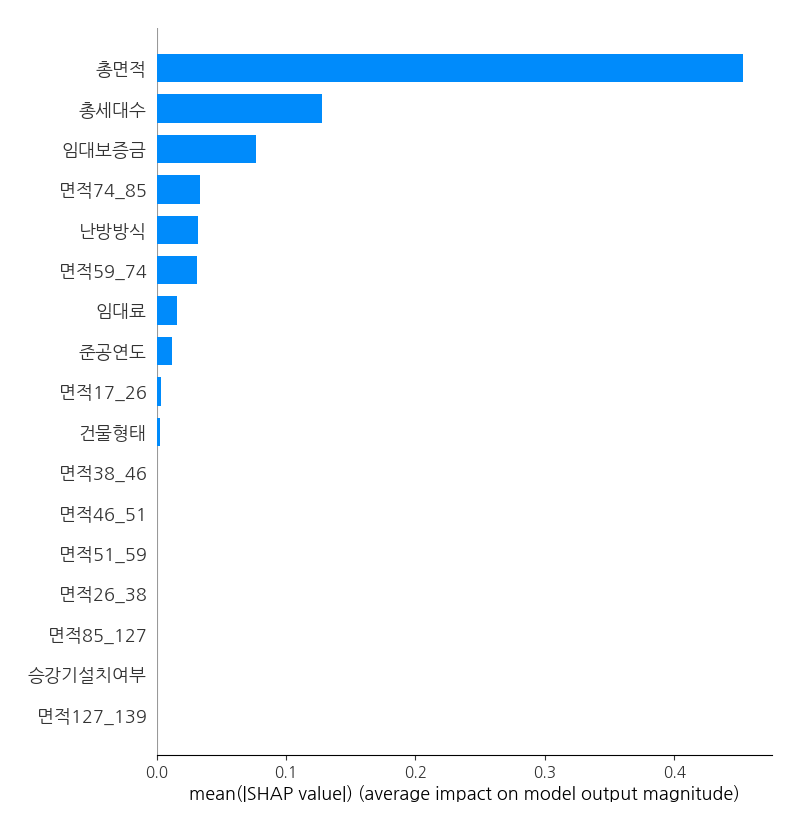 총면적
총세대수
임대보증금
면적74_85
난방방식
면적59_74
임대료
준공연도
면적17_26
건물형태
면적38_46
면적46_51
면적51_59
면적26_38
면적85_127
승강기설치여부
면적127_139
0.0 0.1 0.2 0.3 0.4
mean(|SHAP value|) (average impact on model output magnitude)